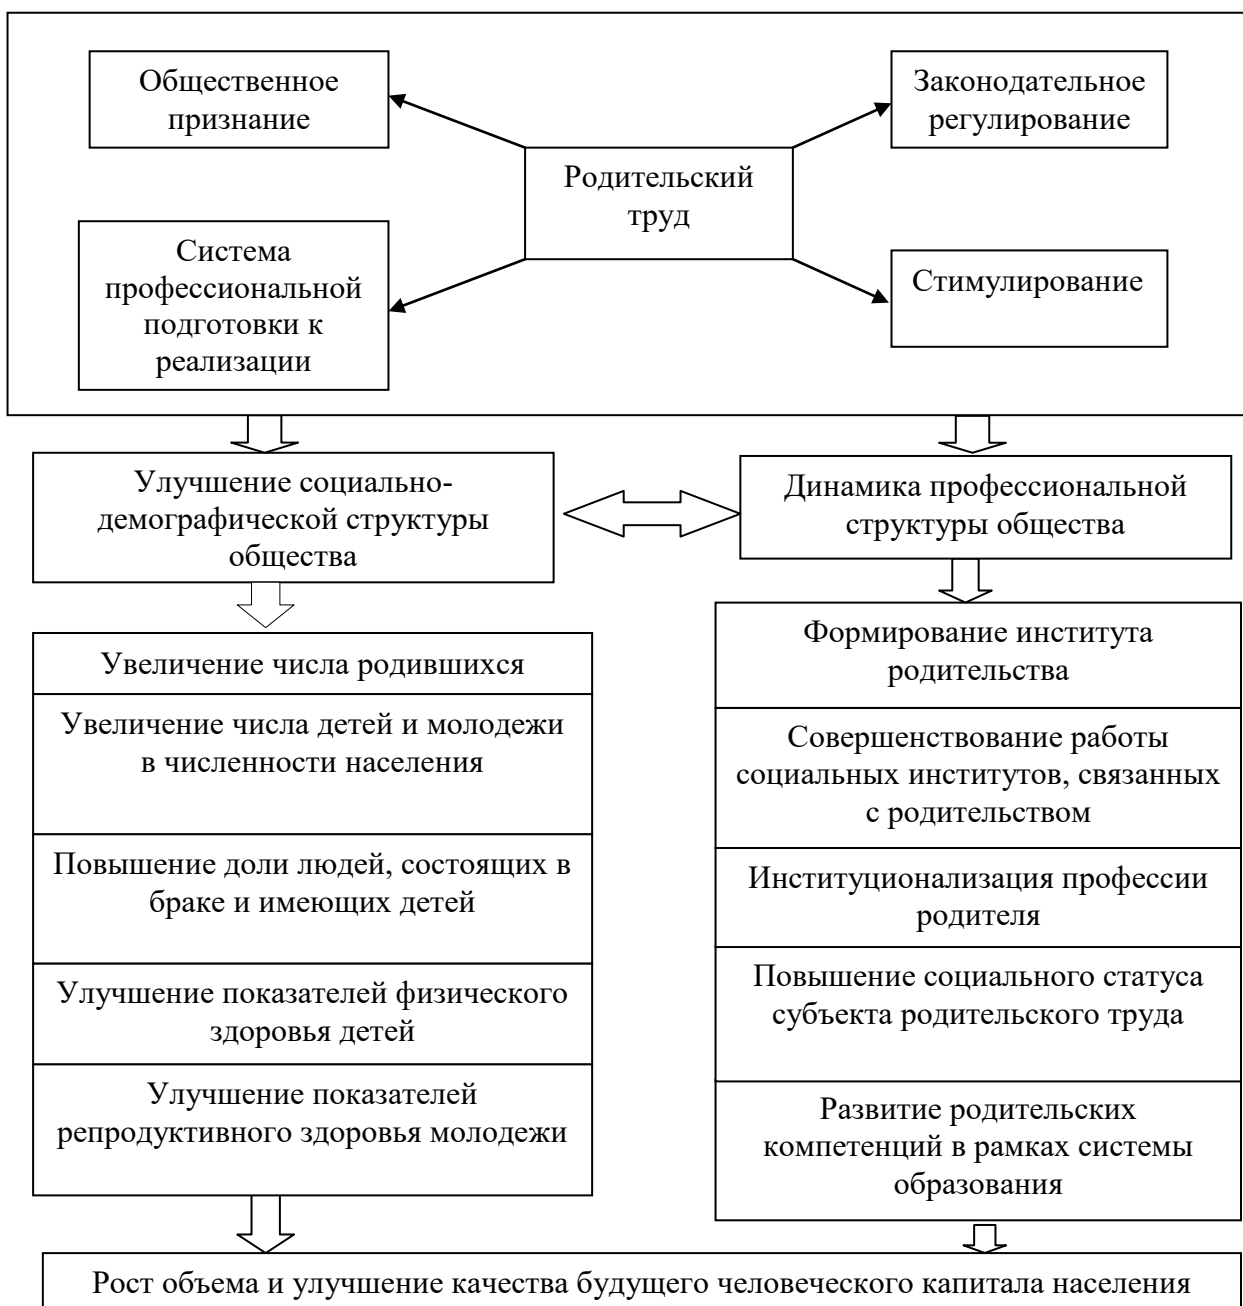 Общественное
признание
Законодательное
регулирование
Родительский
труд
Система
профессиональной
подготовки к
реализации
Стимулирование
Улучшение социально-
демографической структуры
общества
Динамика профессиональной
структуры общества
Увеличение числа родившихся
Увеличение числа детей и молодежи
в численности населения
Повышение доли людей, состоящих в
браке и имеющих детей
Улучшение показателей физического
здоровья детей
Улучшение показателей
репродуктивного здоровья молодежи
Формирование института
родительства
Совершенствование работы
социальных институтов, связанных
с родительством
Институционализация профессии
родителя
Повышение социального статуса
субъекта родительского труда
Развитие родительских
компетенций в рамках системы
образования
Рост объема и улучшение качества будущего человеческого капитала населения